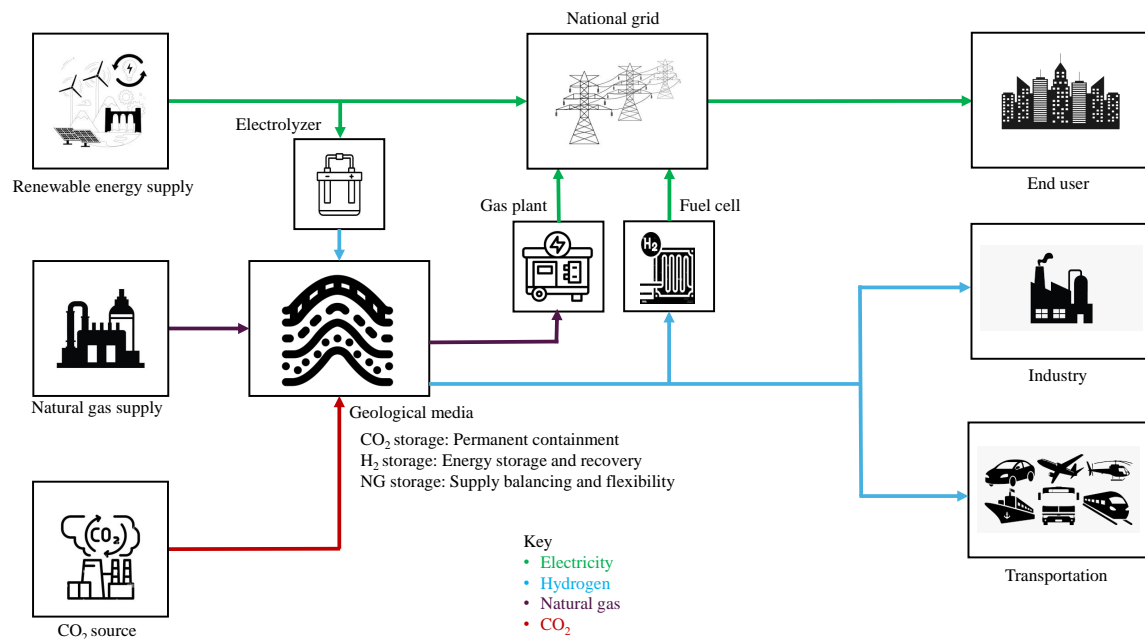 National grid
Electrolyzer
Renewable energy supply
End user
Gas plant
Fuel cell
H2
Natural gas supply
Geological media
CO₂ storage: Permanent containment
H₂ storage: Energy storage and recovery
NG storage: Supply balancing and flexibility
Industry
CO₂
Key
• Electricity
• Hydrogen
• Natural gas
• CO₂
Transportation
CO₂ source